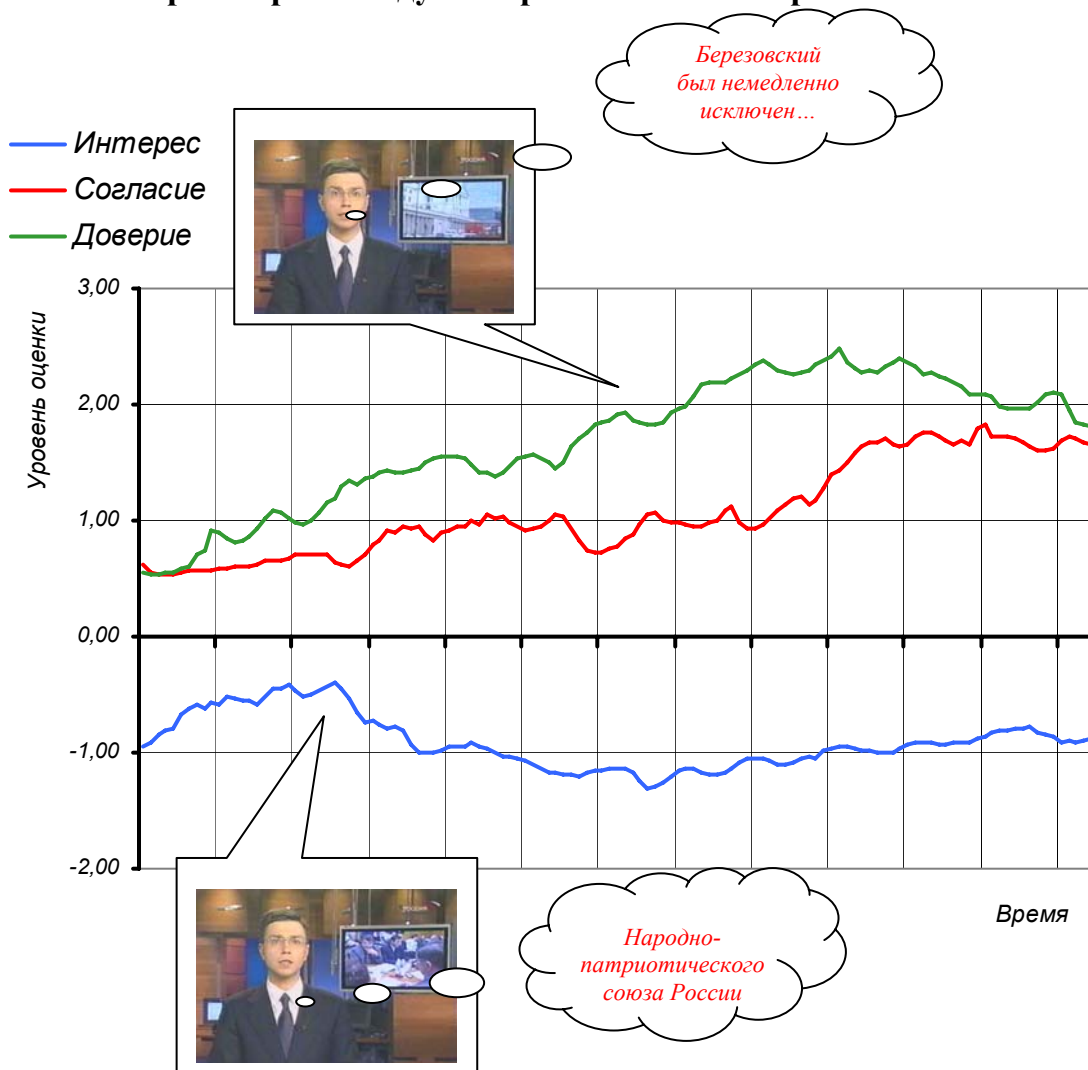 Березовский
был немедленно
исключен…
Интерес
Согласие
Доверие
3,00
2,00
1,00
0,00
-1,00
-2,00
Уровень оценки
Время
Народно-
патриотического
союза России